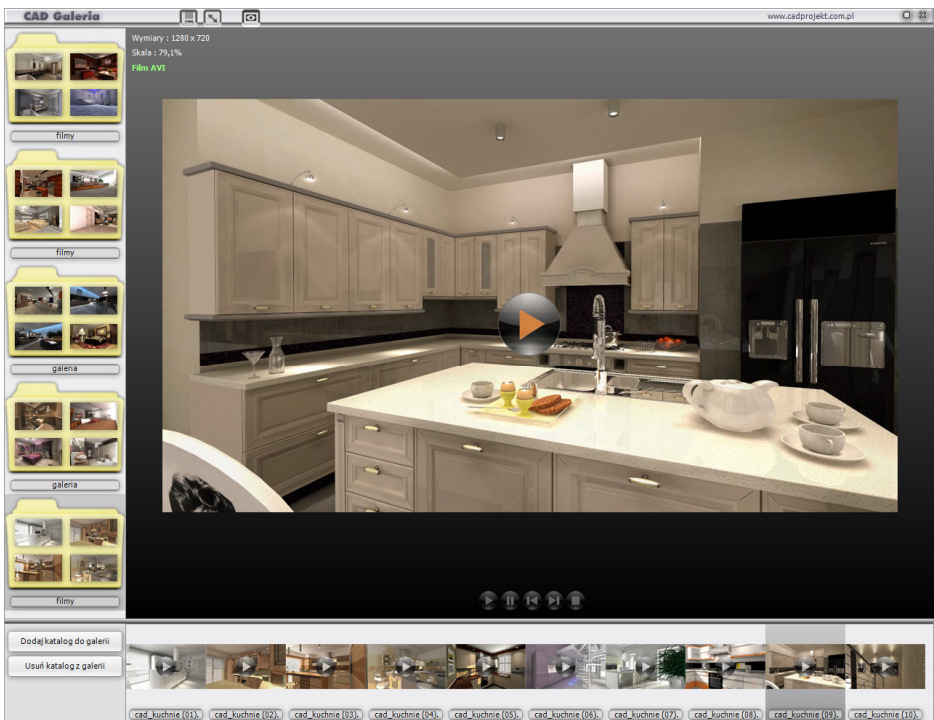 CAD Galeria
www.cadprojekt.com.pl
Wymiary : 1280 x 720
Skala : 79,1%
Film AVI
filmy
filmy
galeria
galeria
filmy
Dodaj katalog do galerii
Usuń katalog z galerii
cad_kuchnie (01).
cad_kuchnie (02).
cad_kuchnie (03).
cad_kuchnie (04).
cad_kuchnie (05).
cad_kuchnie (06).
cad_kuchnie (07).
cad_kuchnie (08).
cad_kuchnie (09).
cad_kuchnie (10).